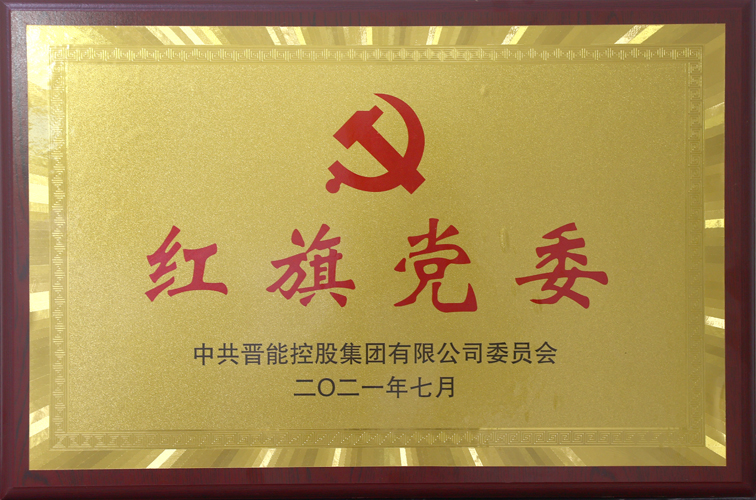 红旗党委
中共晋能控股集团有限公司委员会
二〇二一年七月